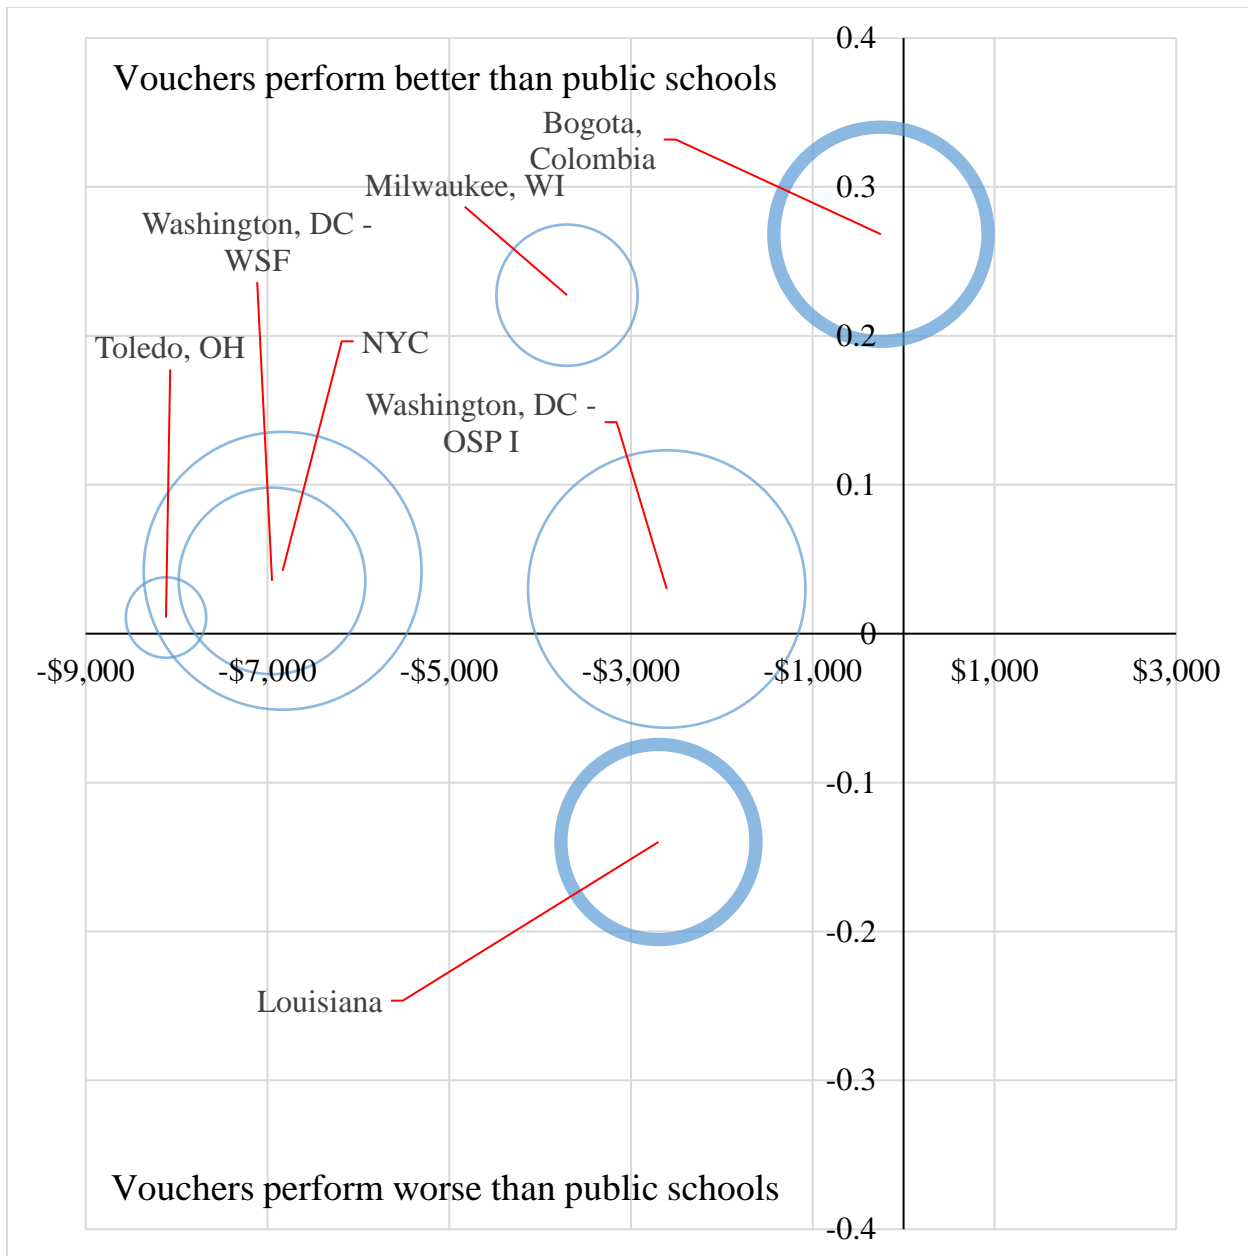 0.4
Vouchers perform better than public schools
Bogota,
Colombia
Milwaukee, WI
0.3
Washington, DC -
WSF
Toledo, OH
NYC
0.2
Washington, DC -
OSP I
0.1
0
-$9,000 -$7,000 -$5,000 -$3,000 -$1,000 $1,000 $3,000
-0.1
-0.2
Louisiana
-0.3
Vouchers perform worse than public schools
-0.4